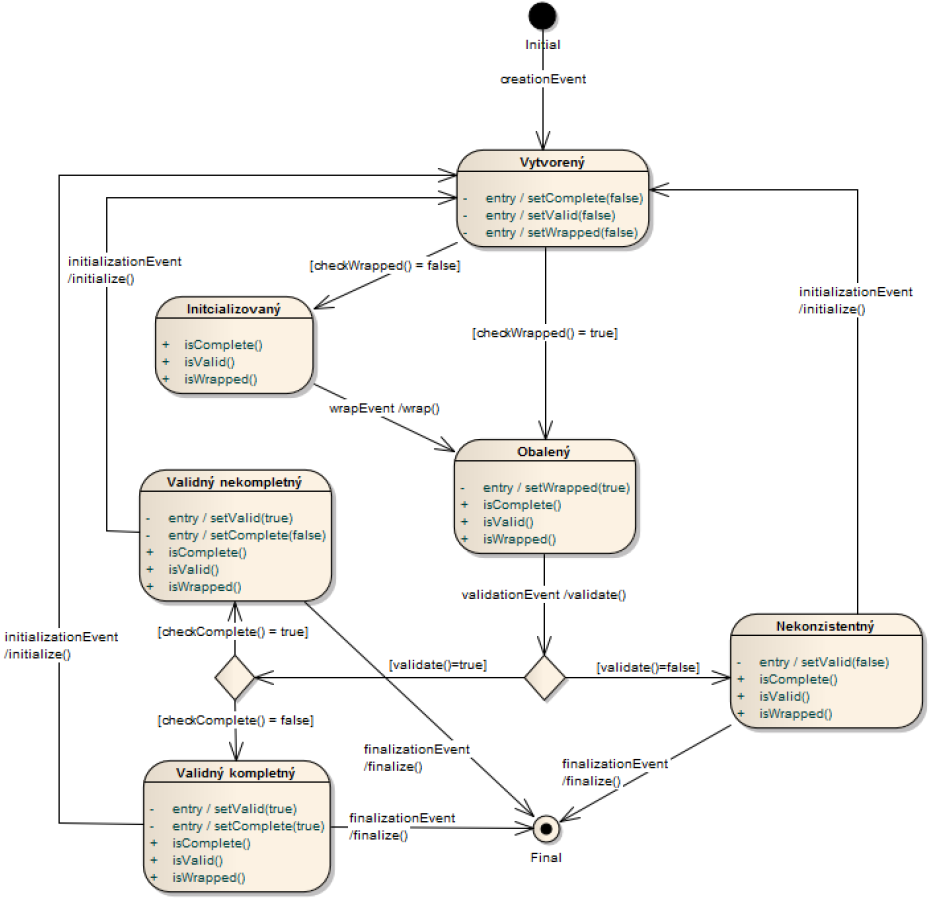 Initial
creationEvent
Vytvorený
- entry / setComplete(false)
- entry / setValid(false)
- entry / setWrapped(false)
initializationEvent
/initialize()
[checkWrapped() = false]
initializationEvent
/initialize()
Initcializovaný
+ isComplete()
+ isValid()
+ isWrapped()
[checkWrapped() = true]
wrapEvent /wrap()
Obalený
- entry / setWrapped(true)
+ isComplete()
+ isValid()
+ isWrapped()
Validný nekompletný
- entry / setValid(true)
- entry / setComplete(false)
+ isComplete()
+ isValid()
+ isWrapped()
validationEvent /validate()
initializationEvent
/initialize()
[checkComplete() = true]
[validate()=true]
[validate()=false]
Nekonzistentný
- entry / setValid(false)
+ isComplete()
+ isValid()
+ isWrapped()
[checkComplete() = false]
finalizationEvent
/finalize()
finalizationEvent
/finalize()
Validný kompletný
- entry / setValid(true)
- entry / setComplete(true)
+ isComplete()
+ isValid()
+ isWrapped()
finalizationEvent
/finalize()
Final